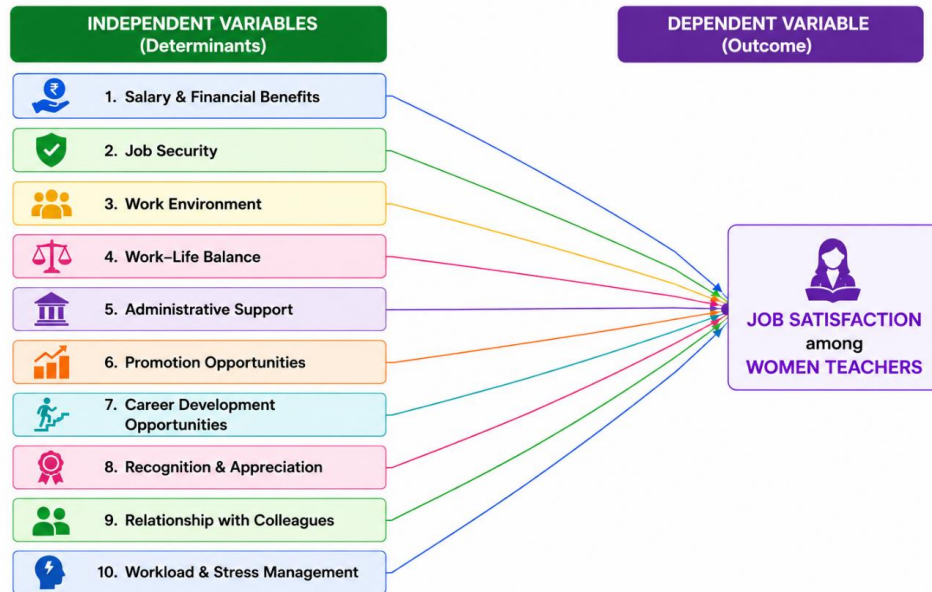 INDEPENDENT VARIABLES
(Determinants)
DEPENDENT VARIABLE
(Outcome)
₹
1. Salary & Financial Benefits
2. Job Security
3. Work Environment
4. Work–Life Balance
5. Administrative Support
6. Promotion Opportunities
7. Career Development
Opportunities
8. Recognition & Appreciation
9. Relationship with Colleagues
10. Workload & Stress Management
JOB SATISFACTION
among
WOMEN TEACHERS